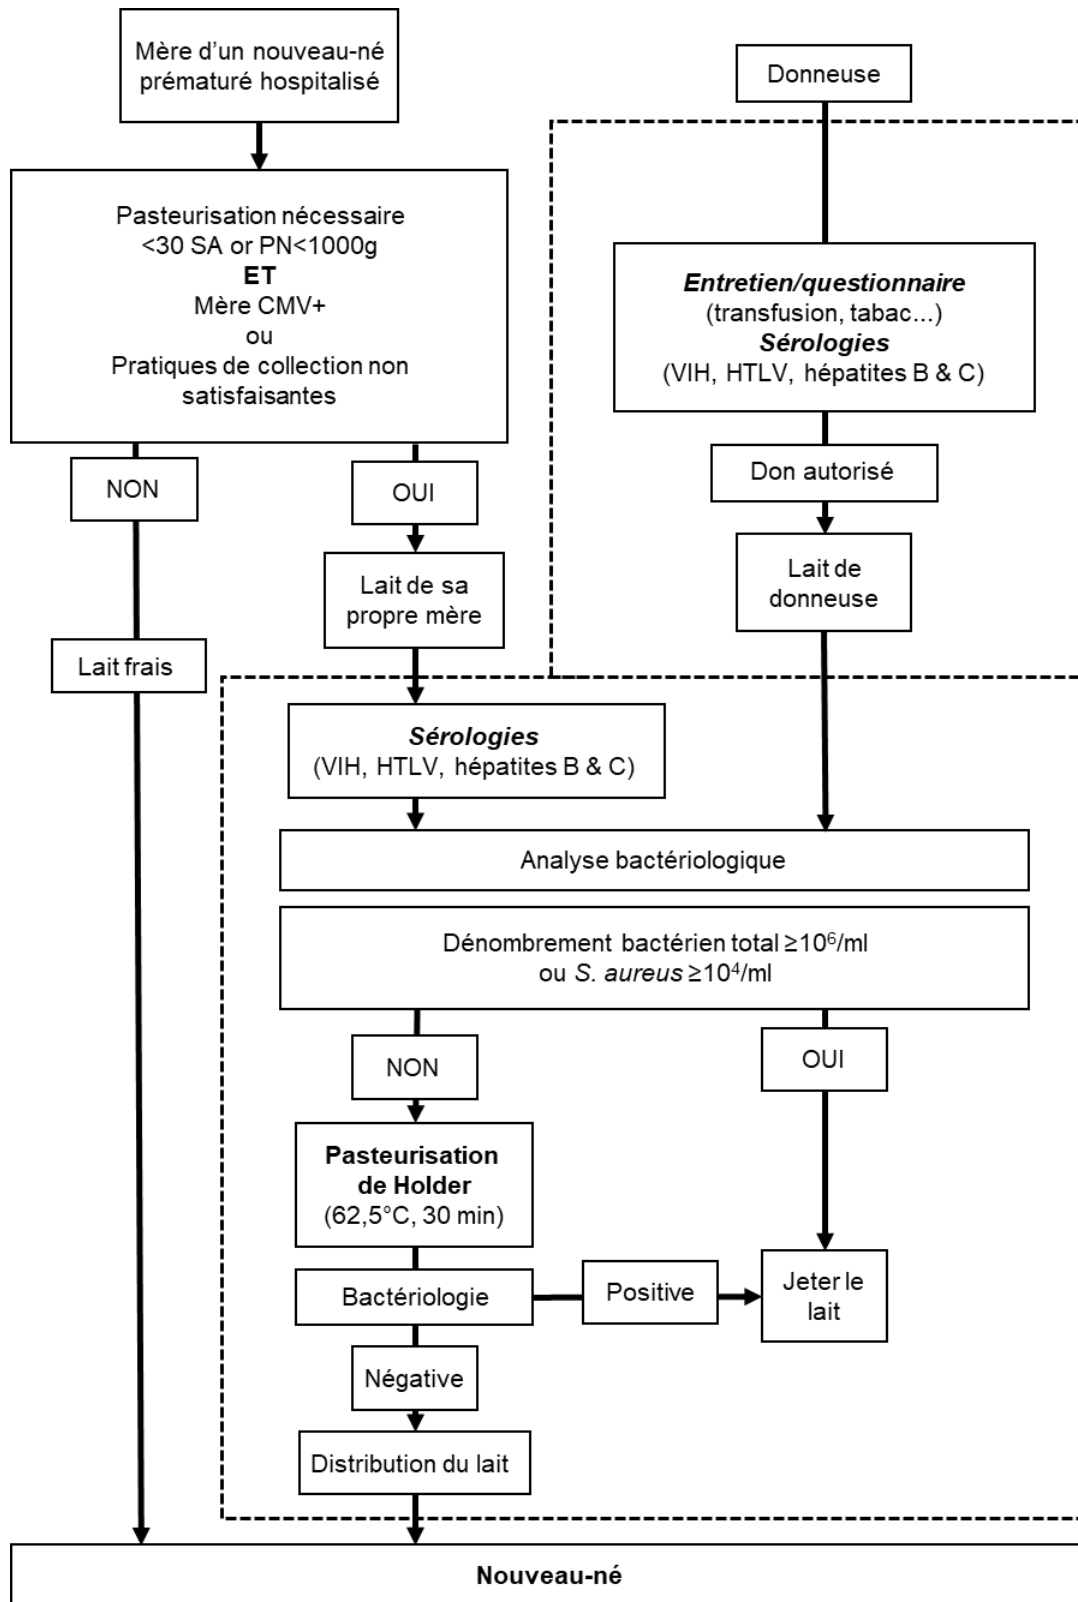 Mère d’un nouveau-né
prématuré hospitalisé
Donneuse
Pasteurisation nécessaire
<30 SA or PN<1000g
ET
Mère CMV+
ou
Pratiques de collection non
satisfaisantes
Entretien/questionnaire
(transfusion, tabac...)
Sérologies
(VIH, HTLV, hépatites B & C)
NON
OUI
Don autorisé
Lait de sa
propre mère
Lait de
donneuse
Lait frais
Sérologies
(VIH, HTLV, hépatites B & C)
Analyse bactériologique
Dénombrement bactérien total ≥10⁶/ml
ou S. aureus ≥10⁴/ml
NON
OUI
Pasteurisation
de Holder
(62,5°C, 30 min)
Bactériologie
Positive
Jeter le
lait
Négative
Distribution du lait
Nouveau-né